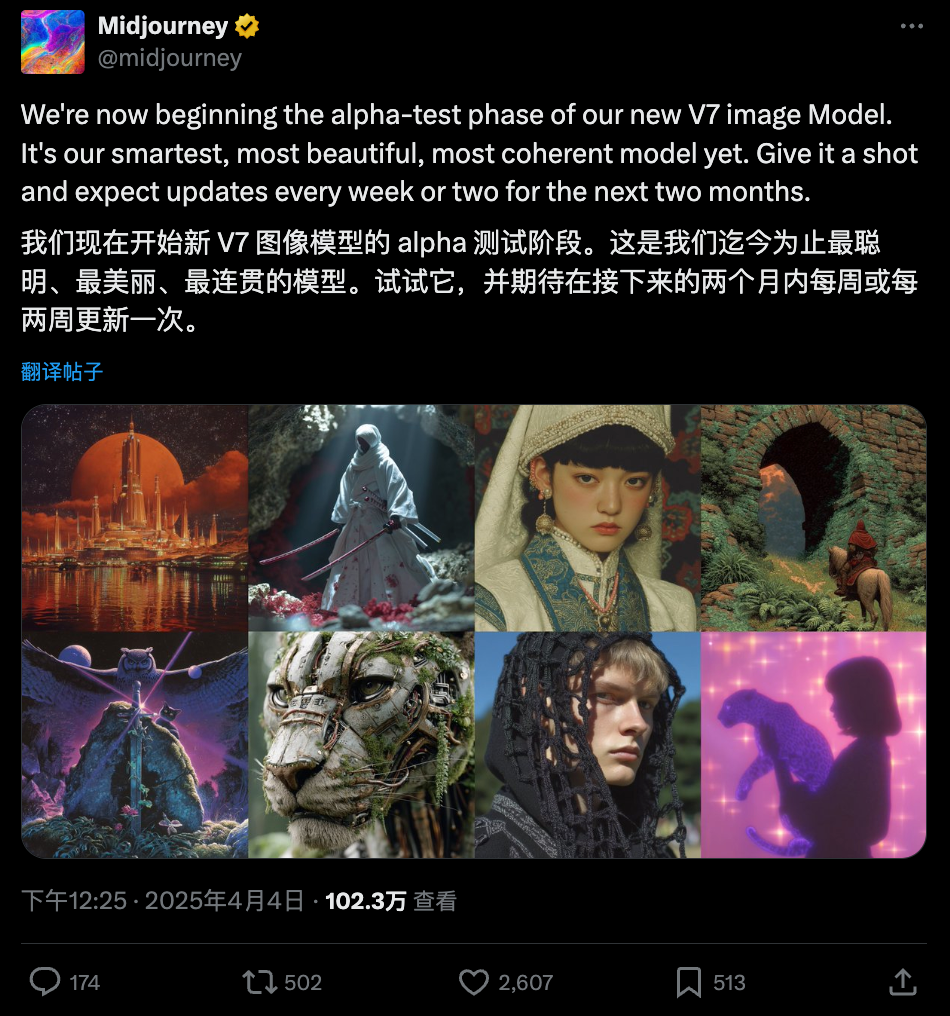 Midjourney
@midjourney
We're now beginning the alpha-test phase of our new V7 image Model.
It's our smartest, most beautiful, most coherent model yet. Give it a shot
and expect updates every week or two for the next two months.
我们现在开始新 V7 图像模型的 alpha 测试阶段。这是我们迄今为止最聪
明、最美丽、最连贯的模型。试试它，并期待在接下来的两个月内每周或每
两周更新一次。
翻译帖子
下午12:25 · 2025年4月4日 · 102.3万 查看
174 502 2,607 513